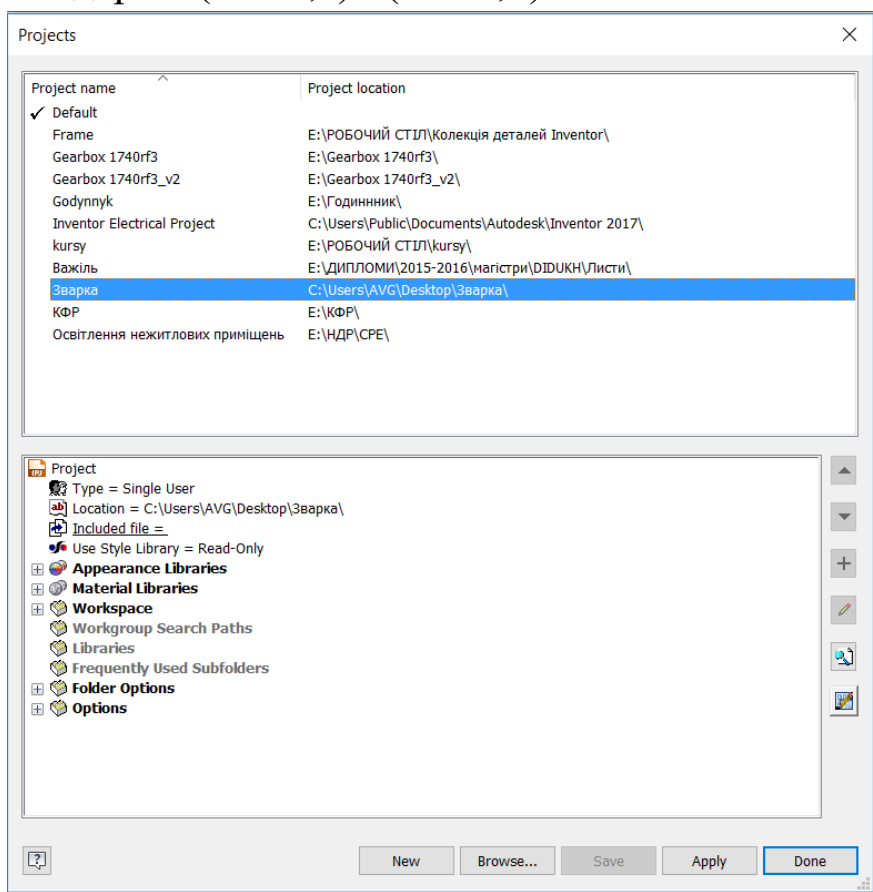 Projects
Project name Project location
Default
Frame E:\РОБОЧИЙ СТІЛ\Колекція деталей Inventor\
Gearbox 1740rf3 E:\Gearbox 1740rf3\
Gearbox 1740rf3_v2 E:\Gearbox 1740rf3_v2\
Godynnyk E:\Годиннник\
Inventor Electrical Project C:\Users\Public\Documents\Autodesk\Inventor 2017\
kursy E:\РОБОЧИЙ СТІЛ\kursy\
Важіль E:\ДИПЛОМИ\2015-2016\магістри\DIDUKH\Листи\
Зварка C:\Users\AVG\Desktop\Зварка\
КФР E:\КФР\
Освітлення нежитлових приміщень E:\НДР\СРЕ\
Project
Type = Single User
Location = C:\Users\AVG\Desktop\Зварка\
Included file =
Use Style Library = Read-Only
Appearance Libraries
Material Libraries
Workspace
Workgroup Search Paths
Libraries
Frequently Used Subfolders
Folder Options
Options
New Browse... Save Apply Done